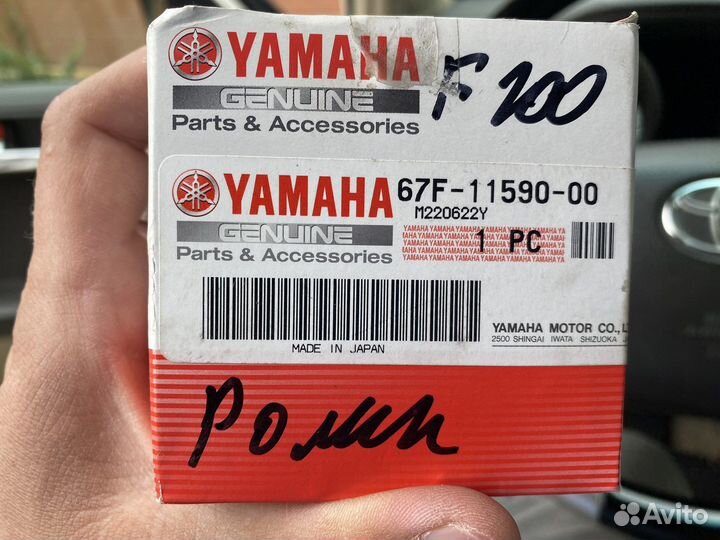 YAMAHA F 100
GENUINE
Parts & Accessories
YAMAHA 67F-11590-00
M220622Y
GENUINE 1 PC
Parts & Accessories
YAMAHA MOTOR CO.,
2500 SHINGAI IWATA SHIZUOKA
MADE IN JAPAN
Ролик
Avito